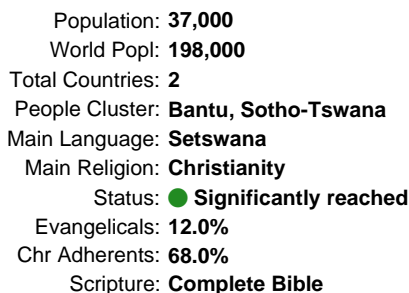 Population: 37,000
World Popl: 198,000
Total Countries: 2
People Cluster: Bantu, Sotho-Tswana
Main Language: Setswana
Main Religion: Christianity
Status: Significantly reached
Evangelicals: 12.0%
Chr Adherents: 68.0%
Scripture: Complete Bible